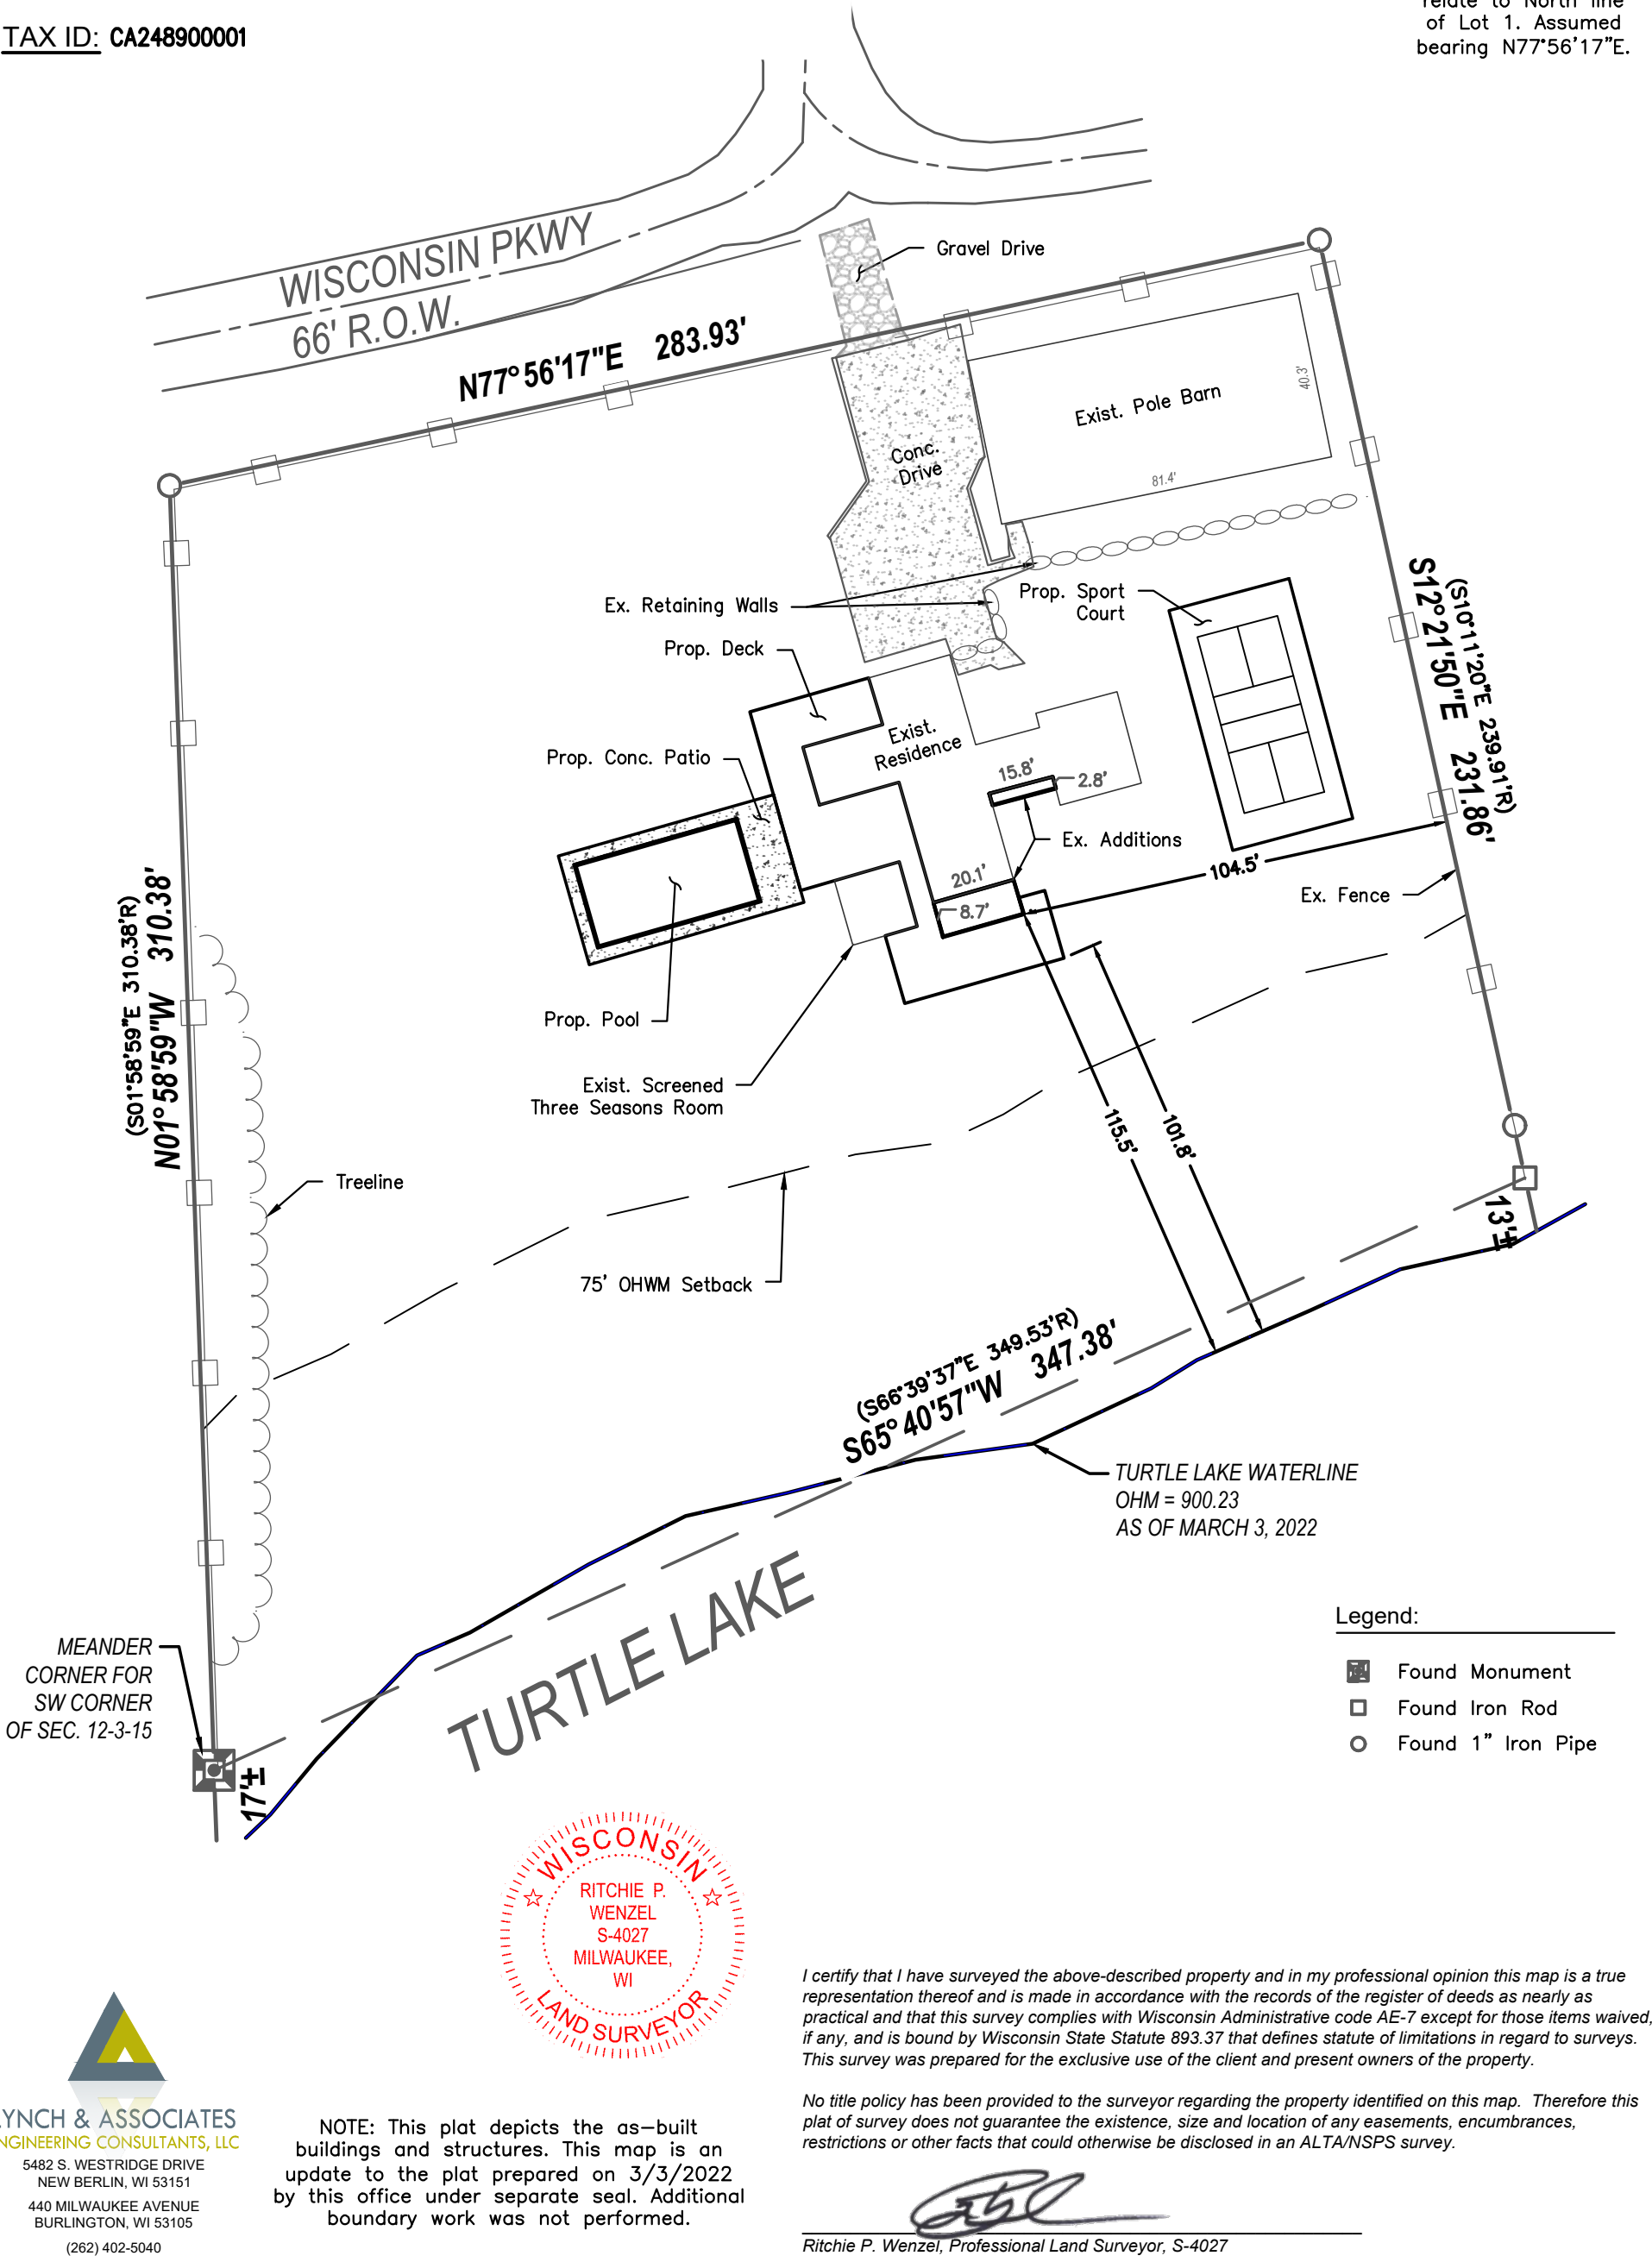 TAX ID: CA248900001
relate to North line
of Lot 1. Assumed
bearing N77°56'17"E.
WISCONSIN PKWY
66' R.O.W.
N77°56'17"E 283.93'
Gravel Drive
Exist. Pole Barn
40.3'
81.4'
Conc.
Drive
Ex. Retaining Walls
Prop. Sport
Court
Prop. Deck
(S10°11'20"E 239.91'R)
S12°21'50"E 231.86'
Exist.
Residence
Prop. Conc. Patio
15.8'
2.8'
Ex. Additions
20.1'
8.7'
104.5'
Ex. Fence
(S01°58'59"E 310.38'R)
N01°58'59"W 310.38'
Prop. Pool
Exist. Screened
Three Seasons Room
115.5'
101.8'
Treeline
13'±
75' OHWM Setback
(S66°39'37"E 349.53'R)
S65°40'57"W 347.38'
TURTLE LAKE WATERLINE
OHM = 900.23
AS OF MARCH 3, 2022
TURTLE LAKE
MEANDER
CORNER FOR
SW CORNER
OF SEC. 12-3-15
17'±
Legend:
Found Monument
Found Iron Rod
Found 1" Iron Pipe
WISCONSIN
RITCHIE P.
WENZEL
S-4027
MILWAUKEE,
WI
LAND SURVEYOR
I certify that I have surveyed the above-described property and in my professional opinion this map is a true
representation thereof and is made in accordance with the records of the register of deeds as nearly as
practical and that this survey complies with Wisconsin Administrative code AE-7 except for those items waived,
if any, and is bound by Wisconsin State Statute 893.37 that defines statute of limitations in regard to surveys.
This survey was prepared for the exclusive use of the client and present owners of the property.
No title policy has been provided to the surveyor regarding the property identified on this map. Therefore this
plat of survey does not guarantee the existence, size and location of any easements, encumbrances,
restrictions or other facts that could otherwise be disclosed in an ALTA/NSPS survey.
Ritchie P. Wenzel, Professional Land Surveyor, S-4027
YNCH & ASSOCIATES
NGINEERING CONSULTANTS, LLC
5482 S. WESTRIDGE DRIVE
NEW BERLIN, WI 53151
440 MILWAUKEE AVENUE
BURLINGTON, WI 53105
(262) 402-5040
NOTE: This plat depicts the as-built
buildings and structures. This map is an
update to the plat prepared on 3/3/2022
by this office under separate seal. Additional
boundary work was not performed.